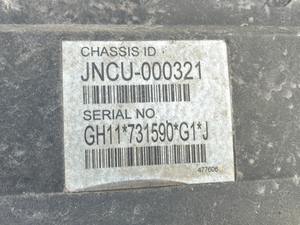 CHASSIS ID
JNCU-000321
SERIAL NO.
GH11*731590*G1*J
477606